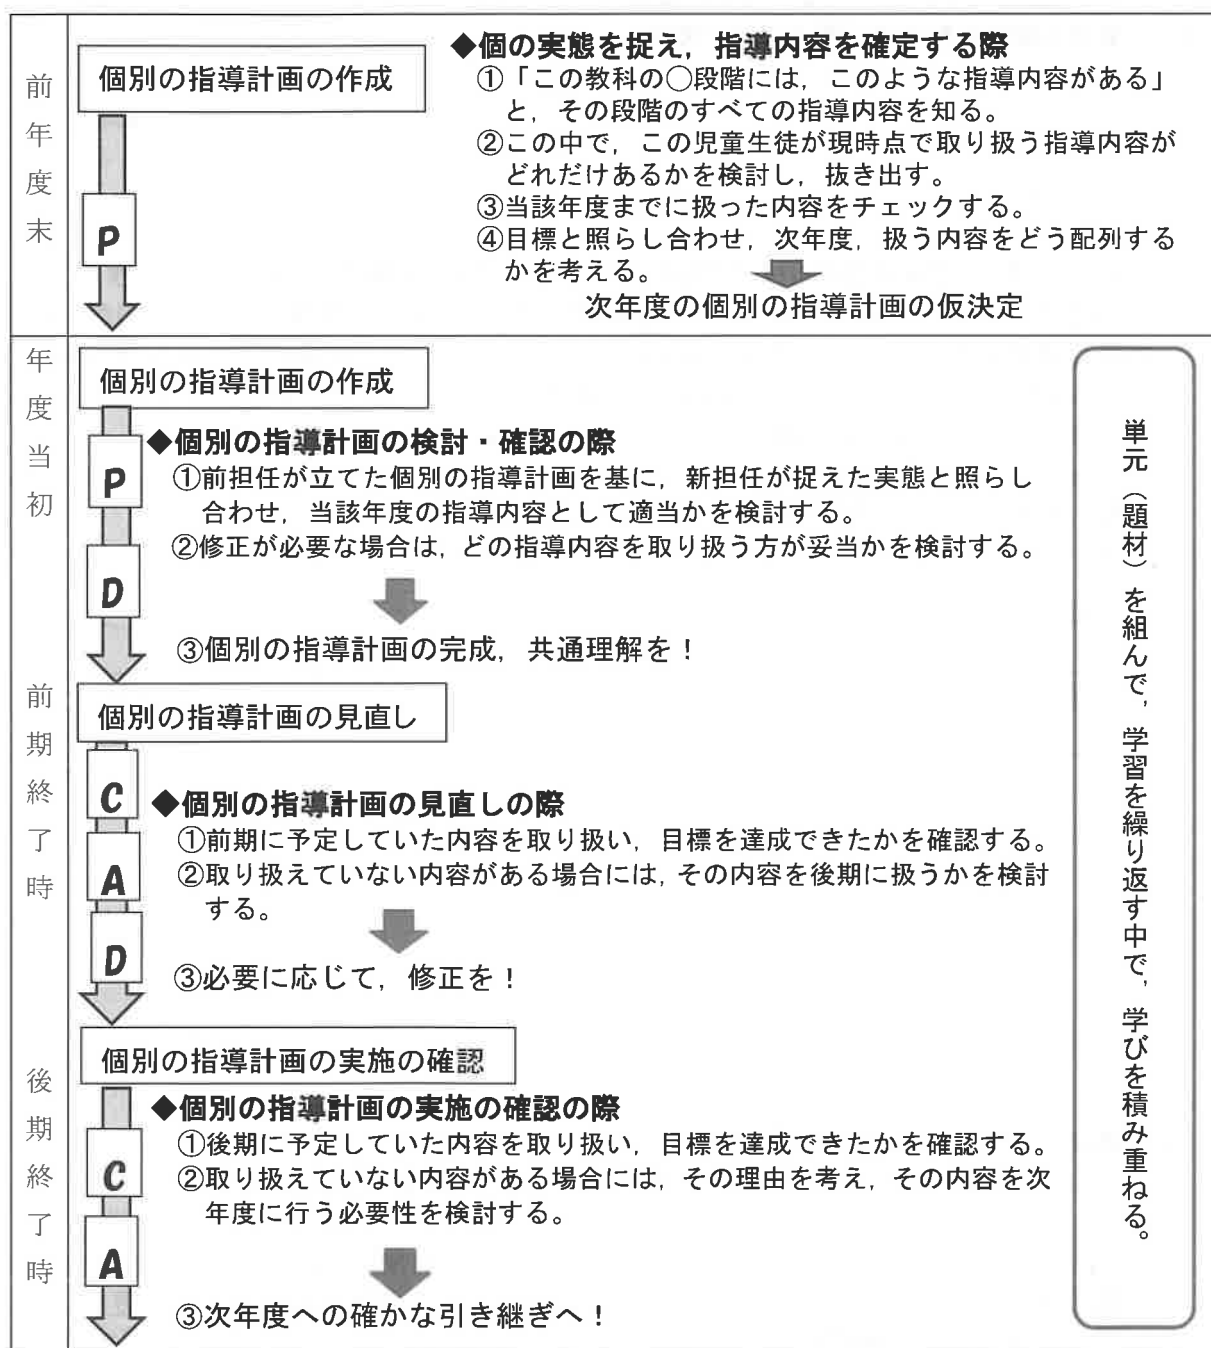 前年度末
個別の指導計画の作成
P
◆個の実態を捉え，指導内容を確定する際
①「この教科の○段階には，このような指導内容がある」
と，その段階のすべての指導内容を知る。
②この中で，この児童生徒が現時点で取り扱う指導内容が
どれだけあるかを検討し，抜き出す。
③当該年度までに扱った内容をチェックする。
④目標と照らし合わせ，次年度，扱う内容をどう配列する
かを考える。
次年度の個別の指導計画の仮決定
年度当初
個別の指導計画の作成
P
D
◆個別の指導計画の検討・確認の際
①前担任が立てた個別の指導計画を基に，新担任が捉えた実態と照らし
合わせ，当該年度の指導内容として適当かを検討する。
②修正が必要な場合は，どの指導内容を取り扱う方が妥当かを検討する。
③個別の指導計画の完成，共通理解を！
前期終了時
個別の指導計画の見直し
C
A
D
◆個別の指導計画の見直しの際
①前期に予定していた内容を取り扱い，目標を達成できたかを確認する。
②取り扱えていない内容がある場合には，その内容を後期に扱うかを検討
する。
③必要に応じて，修正を！
後期終了時
個別の指導計画の実施の確認
C
A
◆個別の指導計画の実施の確認の際
①後期に予定していた内容を取り扱い，目標を達成できたかを確認する。
②取り扱えていない内容がある場合には，その理由を考え，その内容を次
年度に行う必要性を検討する。
③次年度への確かな引き継ぎへ！
単元（題材）を組んで，学習を繰り返す中で，学びを積み重ねる。